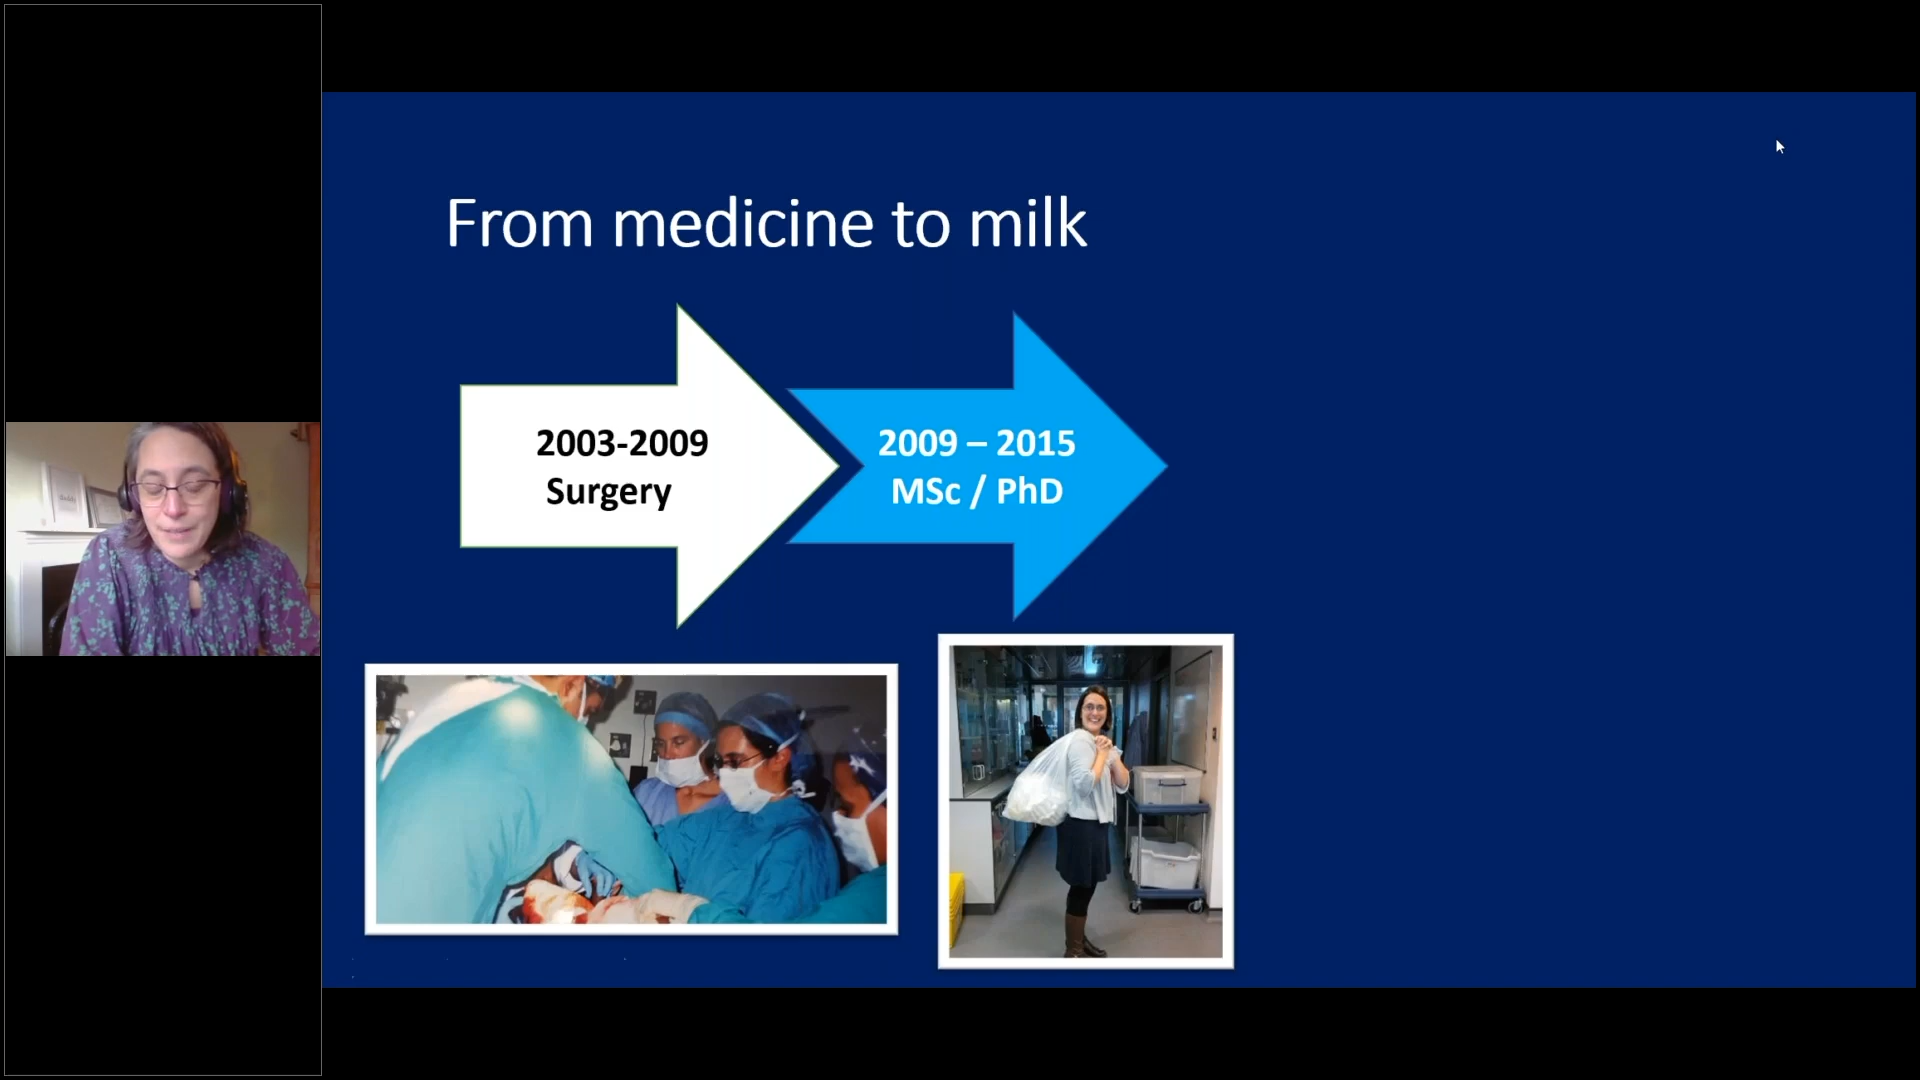 From medicine to milk
2003-2009
Surgery
2009 – 2015
MSc / PhD